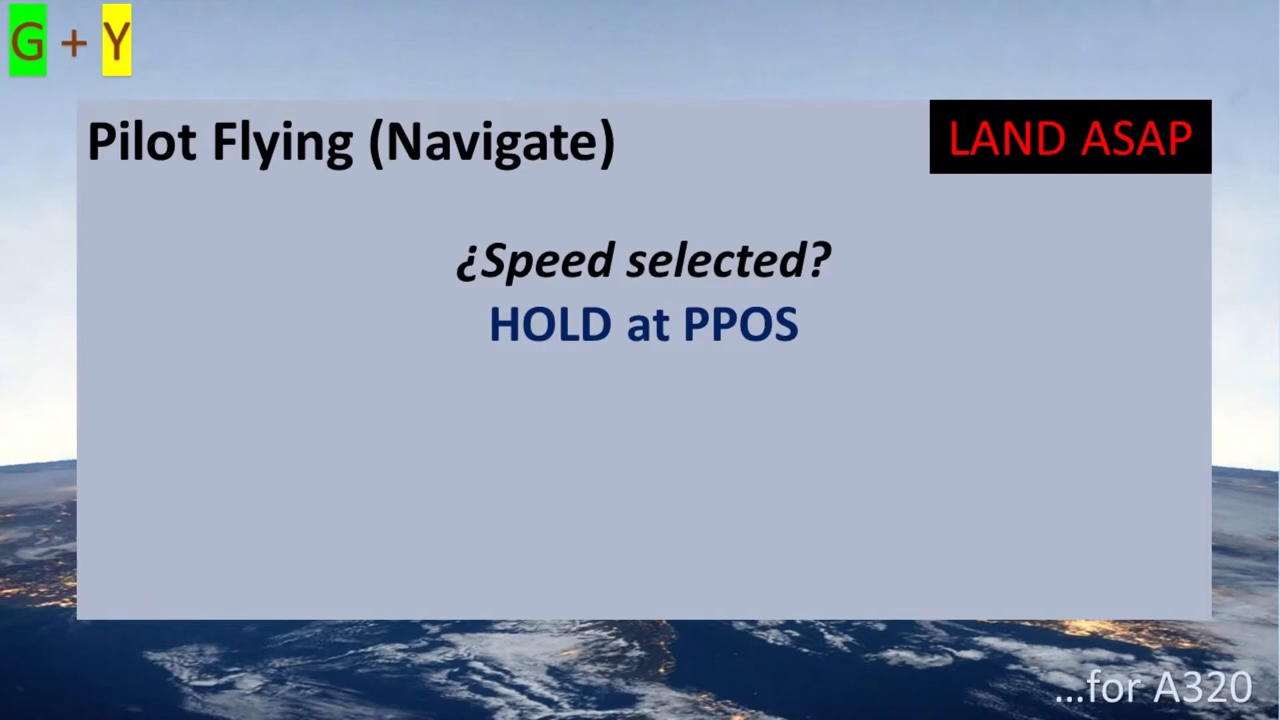 G + Y
Pilot Flying (Navigate)
LAND ASAP
¿Speed selected?
HOLD at PPOS
...for A320